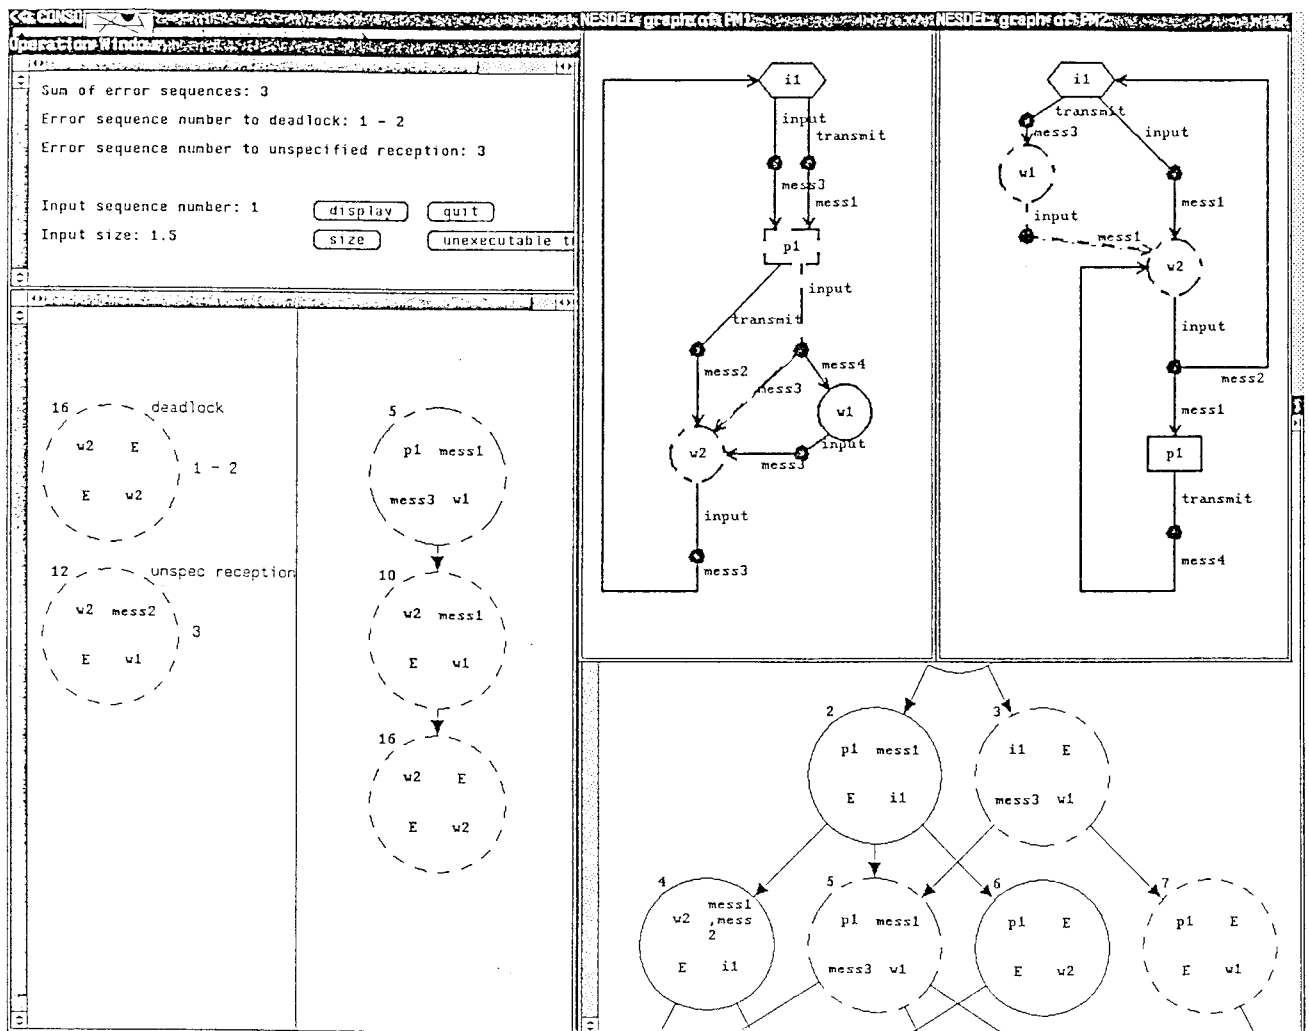 << CONSO
Operation Window
Sum of error sequences: 3
Error sequence number to deadlock: 1 - 2
Error sequence number to unspecified reception: 3
Input sequence number: 1
display
quit
Input size: 1.5
size
unexecutable t
16
deadlock
w2 E
1 - 2
E w2
12
unspec reception
w2 mess2
3
E w1
5
p1 mess1
mess3 w1
10
w2 mess1
E w1
16
w2 E
E w2
NESDEL: graph of PM1
i1
input
transmit
mess3
mess1
p1
input
transmit
mess2
mess3
mess4
w1
input
w2
mess3
input
mess3
NESDEL: graph of PM2
i1
transmit
input
mess3
w1
mess1
input
mess1
w2
input
mess2
mess1
p1
transmit
mess4
2
p1 mess1
E i1
3
i1 E
mess3 w1
4
mess1
w2 ,mess
2
E i1
5
p1 mess1
mess3 w1
6
p1 E
E w2
7
p1 E
E w1